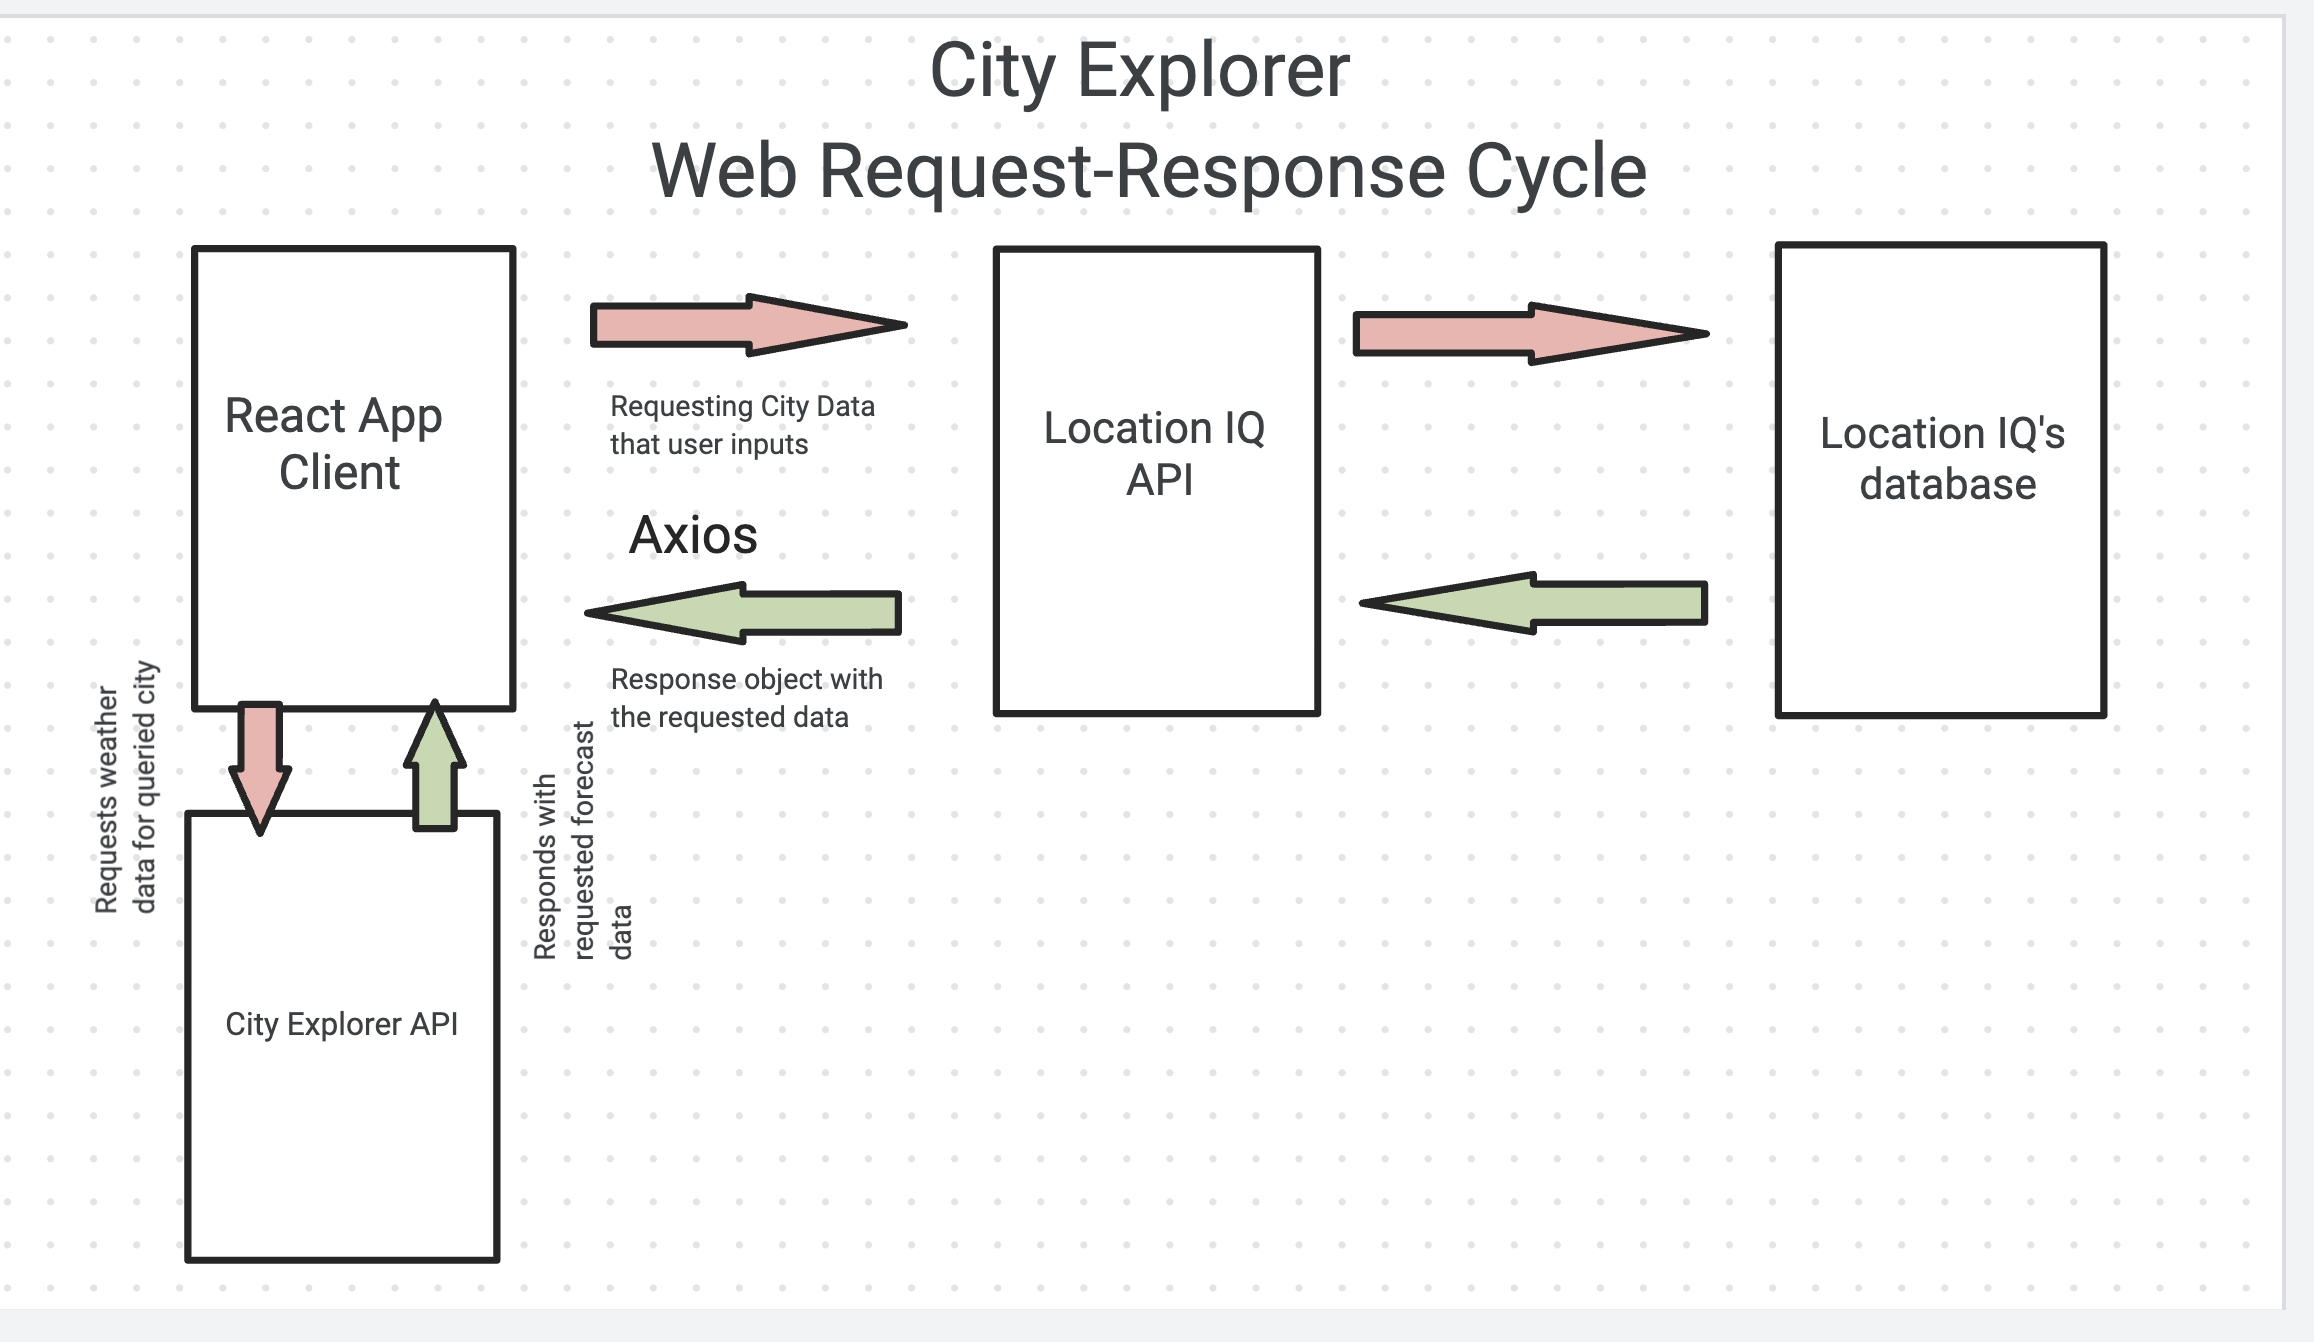 City Explorer
Web Request-Response Cycle
React App
Client
Requesting City Data
that user inputs
Axios
Response object with
the requested data
Location IQ
API
Location IQ's
database
Requests weather
data for queried city
Responds with
requested forecast
data
City Explorer API